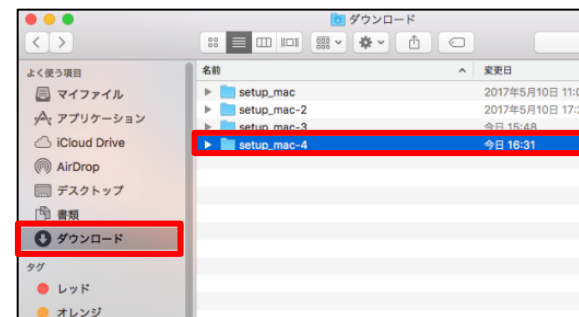 ダウンロード
よく使う項目
マイファイル
アプリケーション
iCloud Drive
AirDrop
デスクトップ
書類
ダウンロード
タグ
レッド
オレンジ
名前 変更日
setup_mac 2017年5月10日 11:0
setup_mac-2 2017年5月10日 17:
setup_mac-3 今日 15:48
setup_mac-4 今日 16:31